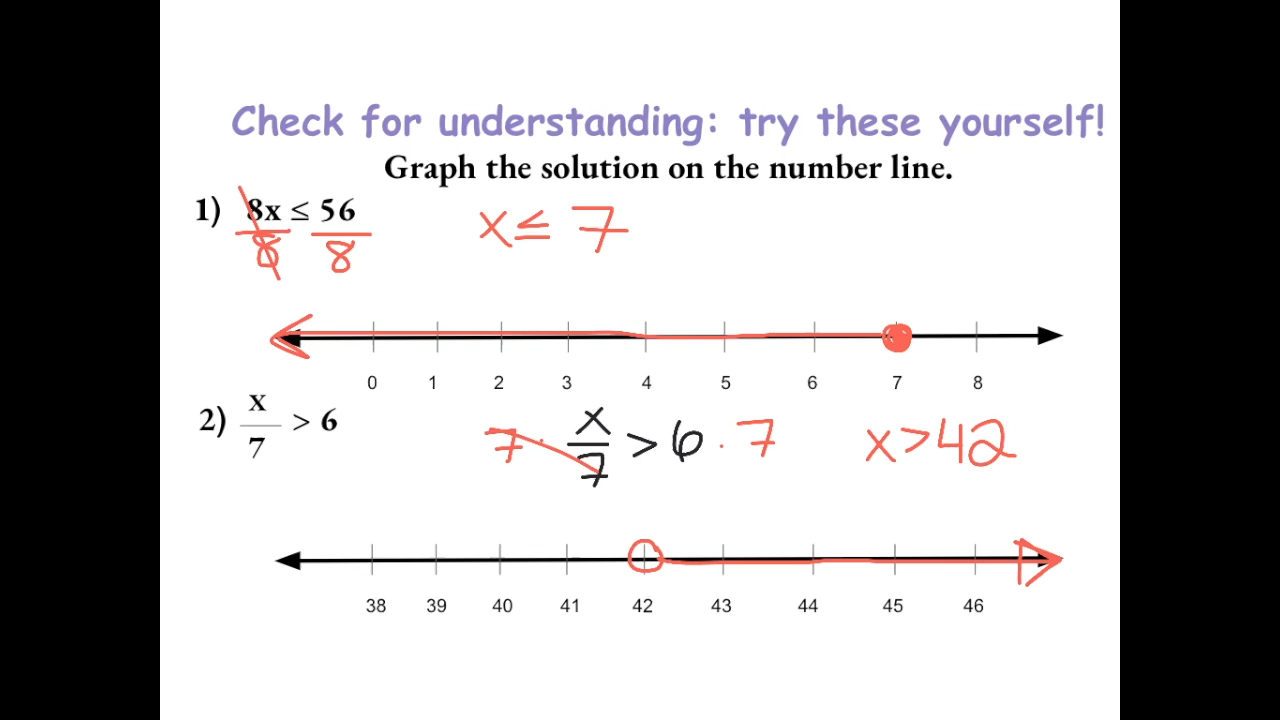 Check for understanding: try these yourself!
Graph the solution on the number line.
1) 8x ≤ 56
8 8
x ≤ 7
0 1 2 3 4 5 6 7 8
2) x/7 > 6
7 · x/7 > 6 · 7
x > 42
38 39 40 41 42 43 44 45 46